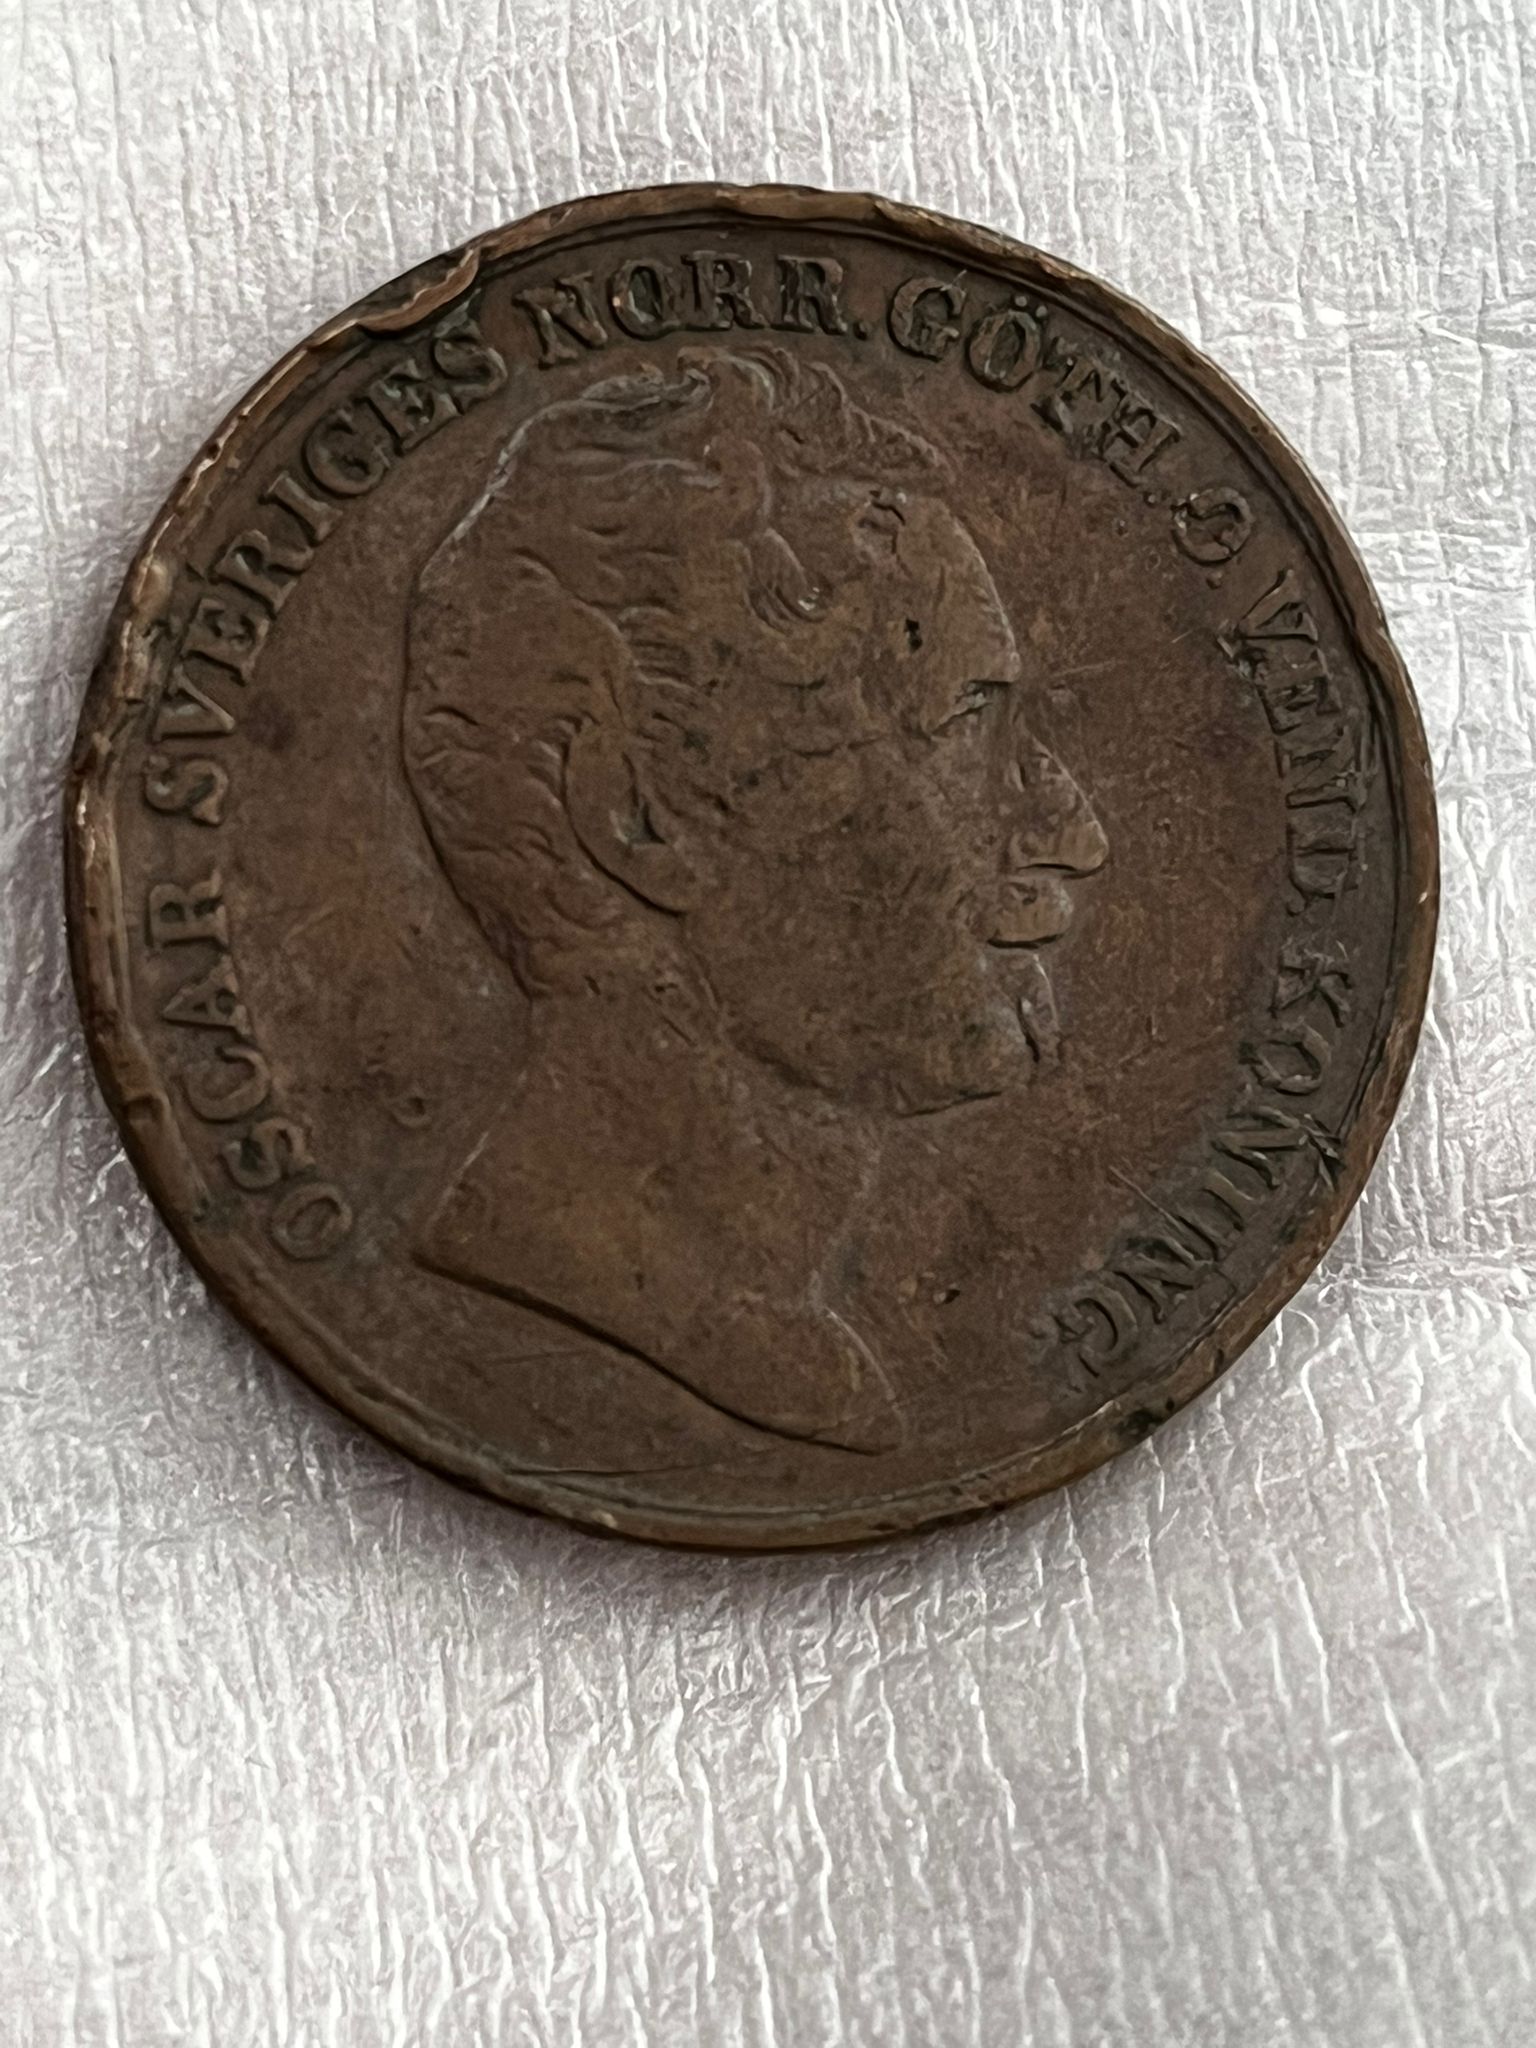 OSCAR SVERIGES NORR. GÖTH. O. VEND. KONUNG.